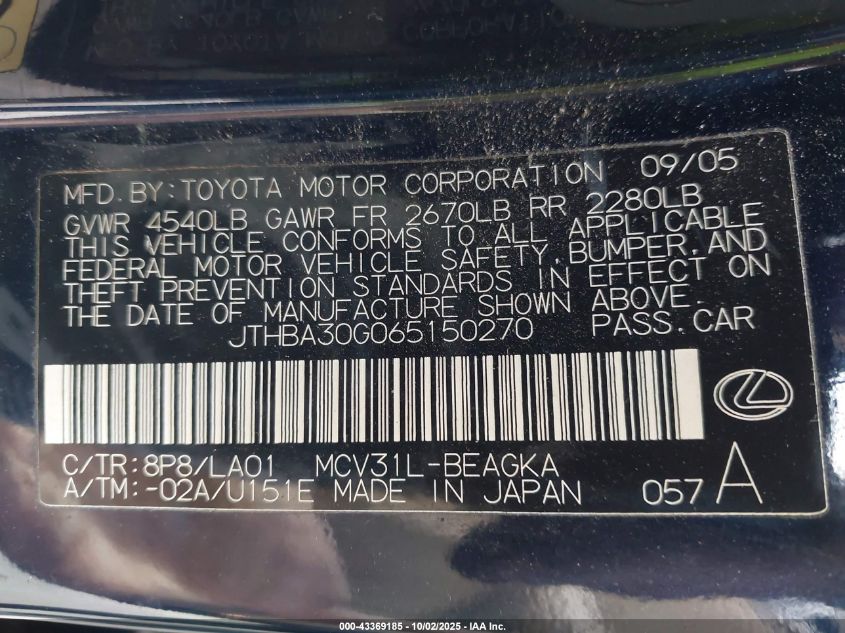 MFD. BY: TOYOTA MOTOR CORPORATION 09/05
GVWR 4540LB GAWR FR 2670LB RR 2280LB
THIS VEHICLE CONFORMS TO ALL APPLICABLE
FEDERAL MOTOR VEHICLE SAFETY, BUMPER, AND
THEFT PREVENTION STANDARDS IN EFFECT ON
THE DATE OF MANUFACTURE SHOWN ABOVE.
JTHBA30G065150270 PASS. CAR
C/TR: 8P8/LA01 MCV31L-BEAGKA
A/TM: -02A/U151E MADE IN JAPAN 057 A
000-43369185 - 10/02/2025 - IAA Inc.